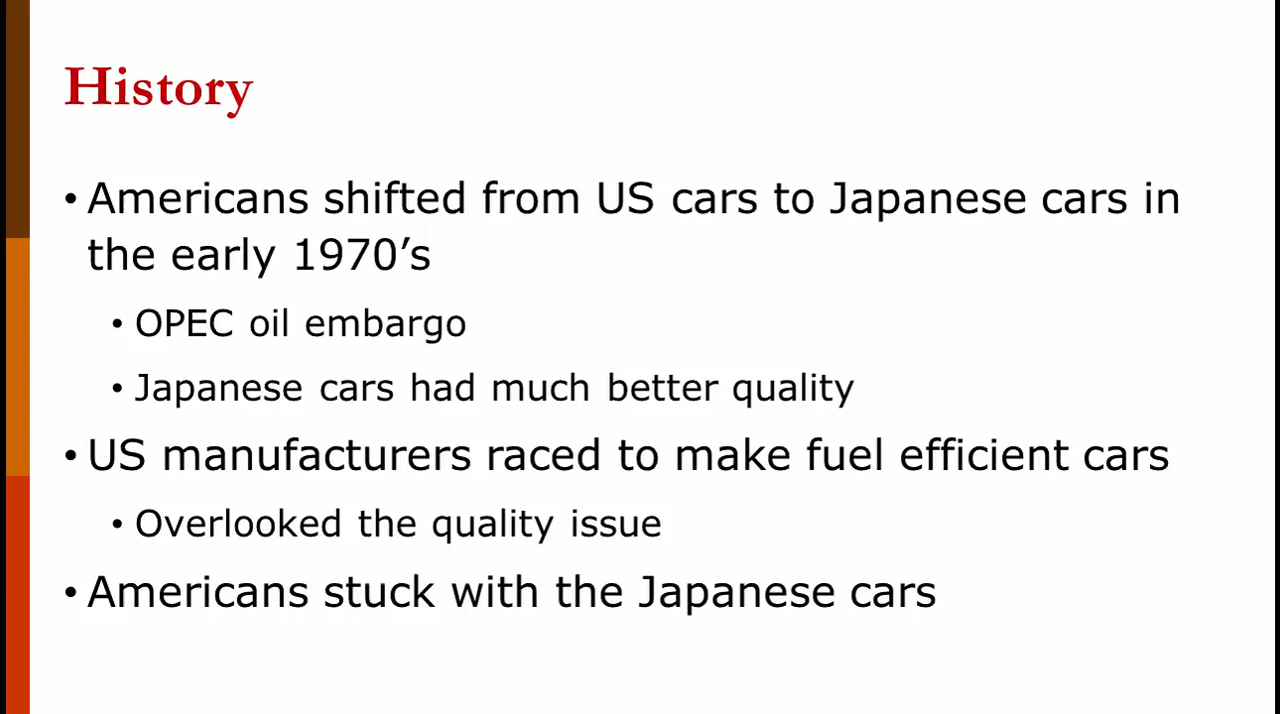 History
• Americans shifted from US cars to Japanese cars in
the early 1970’s
• OPEC oil embargo
• Japanese cars had much better quality
• US manufacturers raced to make fuel efficient cars
• Overlooked the quality issue
• Americans stuck with the Japanese cars